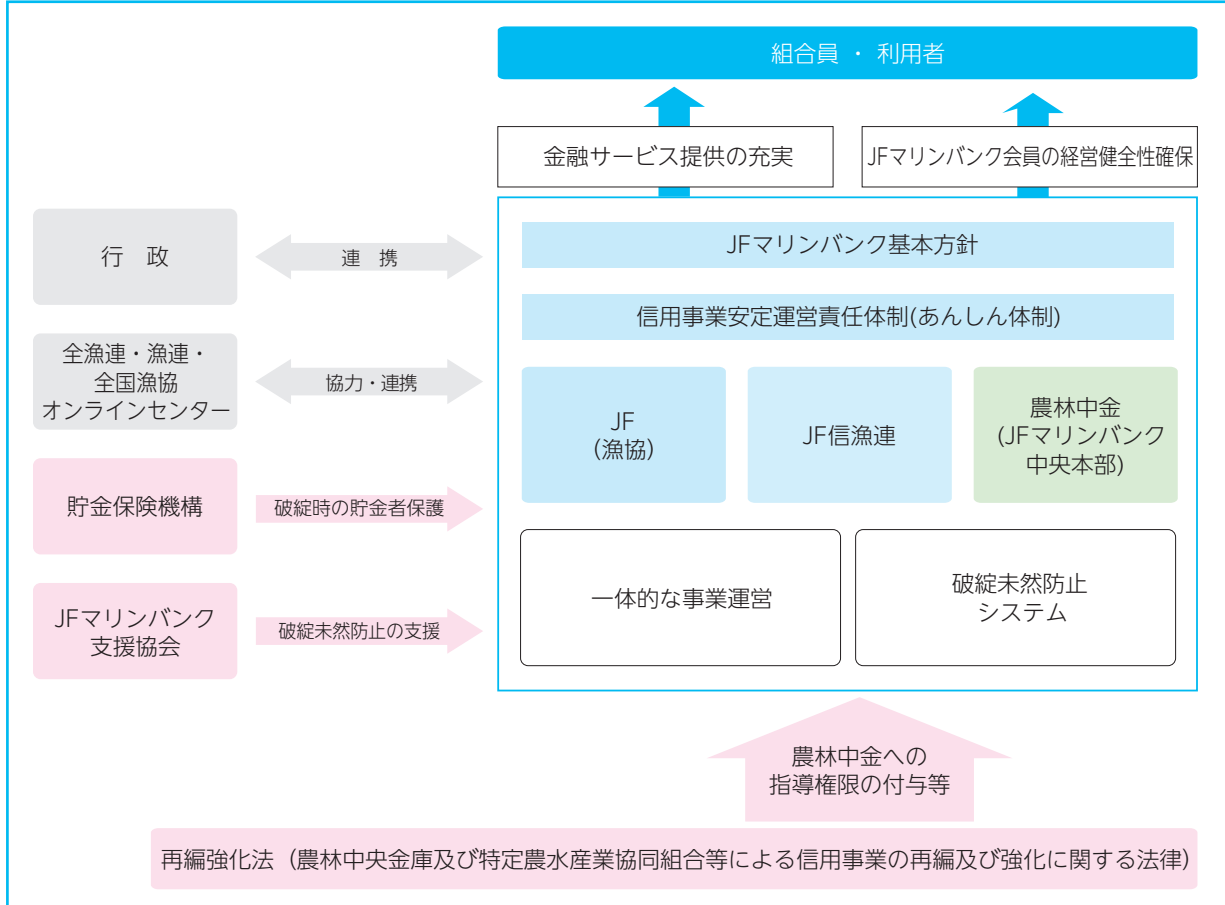 組合員 ・ 利用者
金融サービス提供の充実
JFマリンバンク会員の経営健全性確保
行　政
連　携
JFマリンバンク基本方針
信用事業安定運営責任体制(あんしん体制)
全漁連・漁連・
全国漁協
オンラインセンター
協力・連携
JF
(漁協)
JF信漁連
農林中金
(JFマリンバンク
中央本部)
貯金保険機構
破綻時の貯金者保護
一体的な事業運営
破綻未然防止
システム
JFマリンバンク
支援協会
破綻未然防止の支援
農林中金への
指導権限の付与等
再編強化法（農林中央金庫及び特定農水産業協同組合等による信用事業の再編及び強化に関する法律）